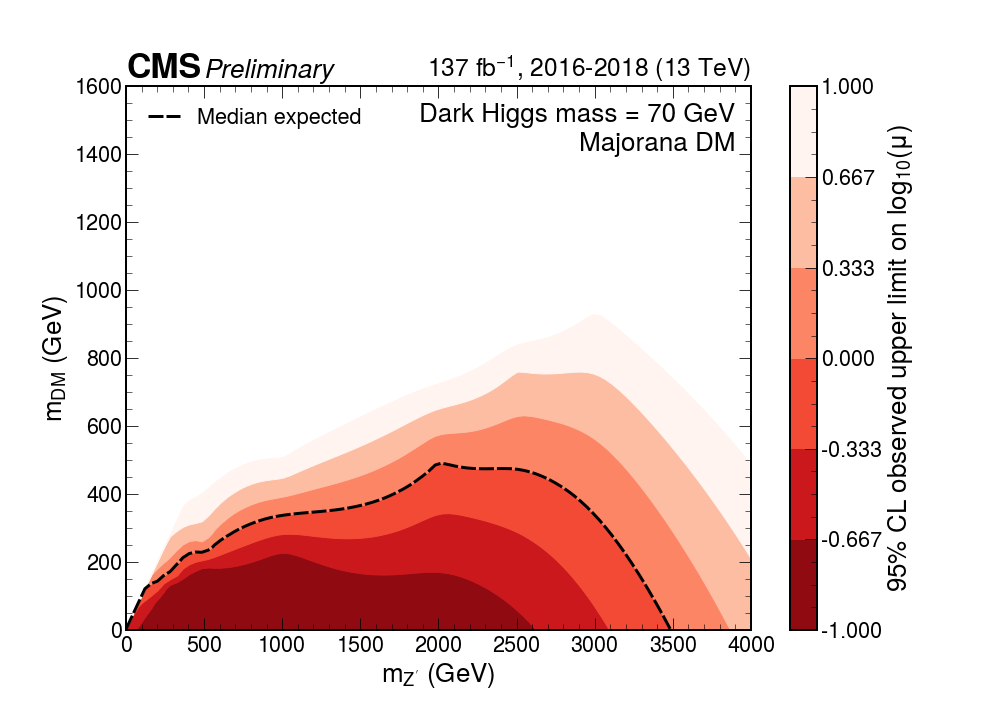 CMS Preliminary 137 fb⁻¹, 2016-2018 (13 TeV)
Median expected
Dark Higgs mass = 70 GeV
Majorana DM
1600
1400
1200
1000
800
600
400
200
0
m_DM (GeV)
0 500 1000 1500 2000 2500 3000 3500 4000
m_Z′ (GeV)
1.000
0.667
0.333
0.000
-0.333
-0.667
-1.000
95% CL observed upper limit on log₁₀(μ)